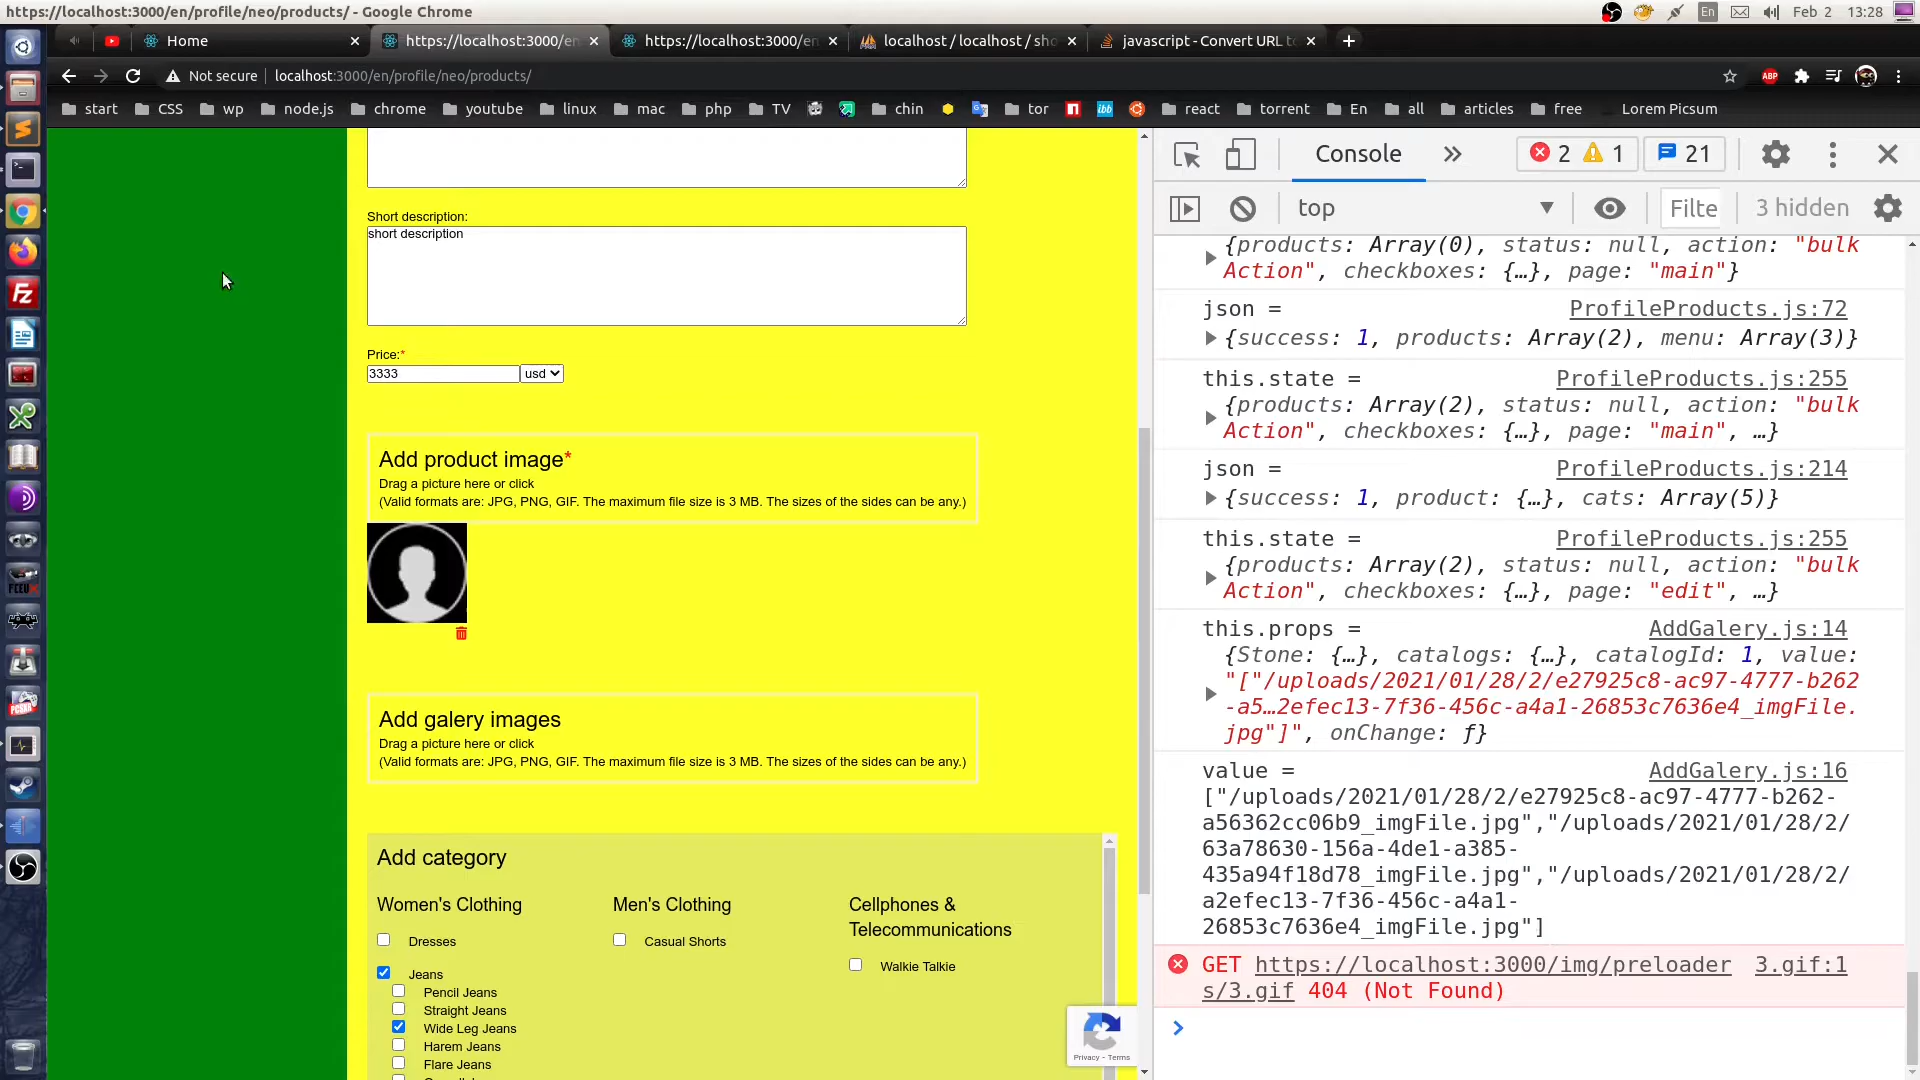 https://localhost:3000/en/profile/neo/products/ - Google Chrome
En
Feb 2 13:28
Home
https://localhost:3000/en
https://localhost:3000/en
localhost / localhost / sho
javascript - Convert URL to
Not secure
localhost:3000/en/profile/neo/products/
ABP
start
CSS
wp
node.js
chrome
youtube
linux
mac
php
TV
chin
tor
ibb
react
torrent
En
all
articles
free
Lorem Picsum
Short description:
short description
Price:*
3333
usd
Add product image*
Drag a picture here or click
(Valid formats are: JPG, PNG, GIF. The maximum file size is 3 MB. The sizes of the sides can be any.)
Add galery images
Drag a picture here or click
(Valid formats are: JPG, PNG, GIF. The maximum file size is 3 MB. The sizes of the sides can be any.)
Add category
Women's Clothing
Dresses
Jeans
Pencil Jeans
Straight Jeans
Wide Leg Jeans
Harem Jeans
Flare Jeans
Men's Clothing
Casual Shorts
Cellphones &
Telecommunications
Walkie Talkie
Privacy - Terms
Console
2
1
21
top
Filte
3 hidden
{products: Array(0), status: null, action: "bulk
Action", checkboxes: {…}, page: "main"}
json = ProfileProducts.js:72
{success: 1, products: Array(2), menu: Array(3)}
this.state = ProfileProducts.js:255
{products: Array(2), status: null, action: "bulk
Action", checkboxes: {…}, page: "main", …}
json = ProfileProducts.js:214
{success: 1, product: {…}, cats: Array(5)}
this.state = ProfileProducts.js:255
{products: Array(2), status: null, action: "bulk
Action", checkboxes: {…}, page: "edit", …}
this.props = AddGalery.js:14
{Stone: {…}, catalogs: {…}, catalogId: 1, value:
"["/uploads/2021/01/28/2/e27925c8-ac97-4777-b262
-a5…2efec13-7f36-456c-a4a1-26853c7636e4_imgFile.
jpg"]", onChange: ƒ}
value = AddGalery.js:16
["/uploads/2021/01/28/2/e27925c8-ac97-4777-b262-
a56362cc06b9_imgFile.jpg","/uploads/2021/01/28/2/
63a78630-156a-4de1-a385-
435a94f18d78_imgFile.jpg","/uploads/2021/01/28/2/
a2efec13-7f36-456c-a4a1-
26853c7636e4_imgFile.jpg"]
GET https://localhost:3000/img/preloader 3.gif:1
s/3.gif 404 (Not Found)